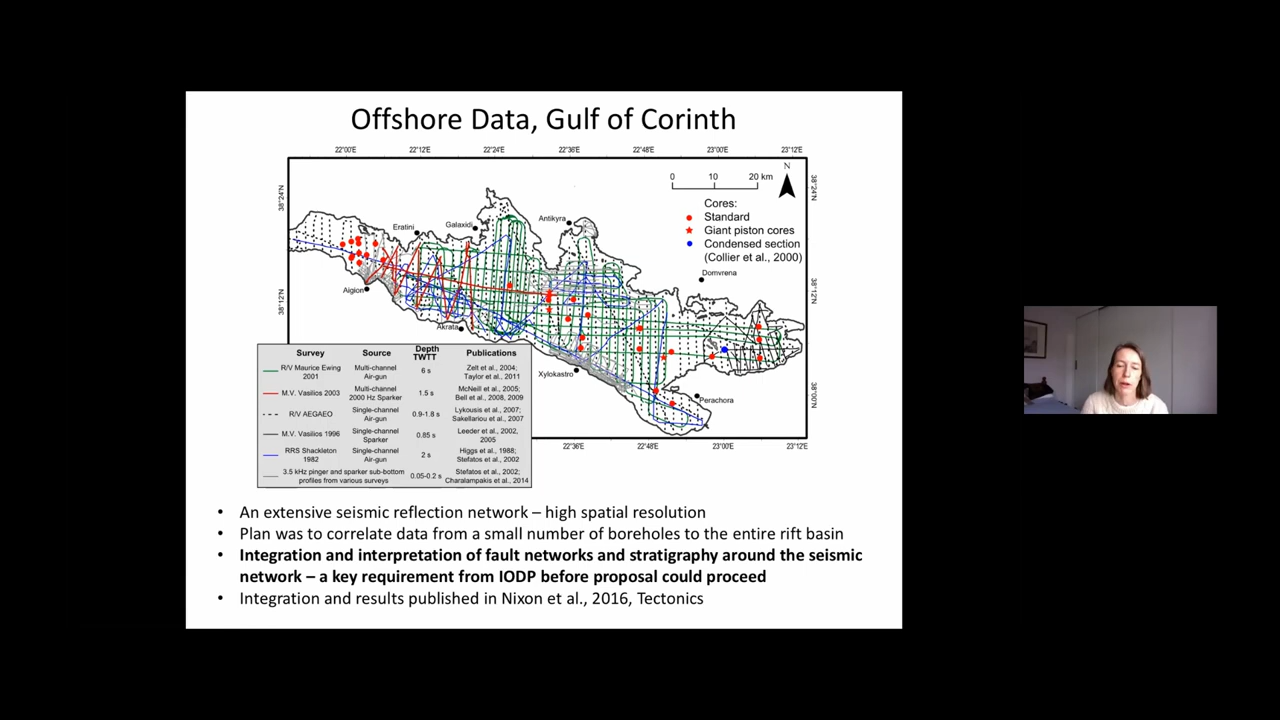 Offshore Data, Gulf of Corinth
22°00'E 22°12'E 22°24'E 22°36'E 22°48'E 23°00'E 23°12'E
N
0 10 20 km
38°24'N
38°24'N
Cores:
Standard
Giant piston cores
Condensed section
(Collier et al., 2000)
Eratini
Galaxidi
Antikyra
Domvrena
Aigion
38°12'N
38°12'N
Akrata
Xylokastro
Perachora
38°00'N
22°36'E 22°48'E 23°00'E 23°12'E
Survey Source Depth TWTT Publications
R/V Maurice Ewing 2001 Multi-channel Air-gun 6 s Zelt et al., 2004; Taylor et al., 2011
M.V. Vasilios 2003 Multi-channel 2000 Hz Sparker 1.5 s McNeill et al., 2005; Bell et al., 2008, 2009
R/V AEGAEO Single-channel Air-gun 0.9-1.8 s Lykousis et al., 2007; Sakellariou et al., 2007
M.V. Vasilios 1996 Single-channel Sparker 0.85 s Leeder et al., 2002, 2005
RRS Shackleton 1982 Single-channel Air-gun 2 s Higgs et al., 1988; Stefatos et al., 2002
3.5 kHz pinger and sparker sub-bottom profiles from various surveys 0.05-0.2 s Stefatos et al., 2002; Charalampakis et al., 2014
• An extensive seismic reflection network – high spatial resolution
• Plan was to correlate data from a small number of boreholes to the entire rift basin
• Integration and interpretation of fault networks and stratigraphy around the seismic
network – a key requirement from IODP before proposal could proceed
• Integration and results published in Nixon et al., 2016, Tectonics